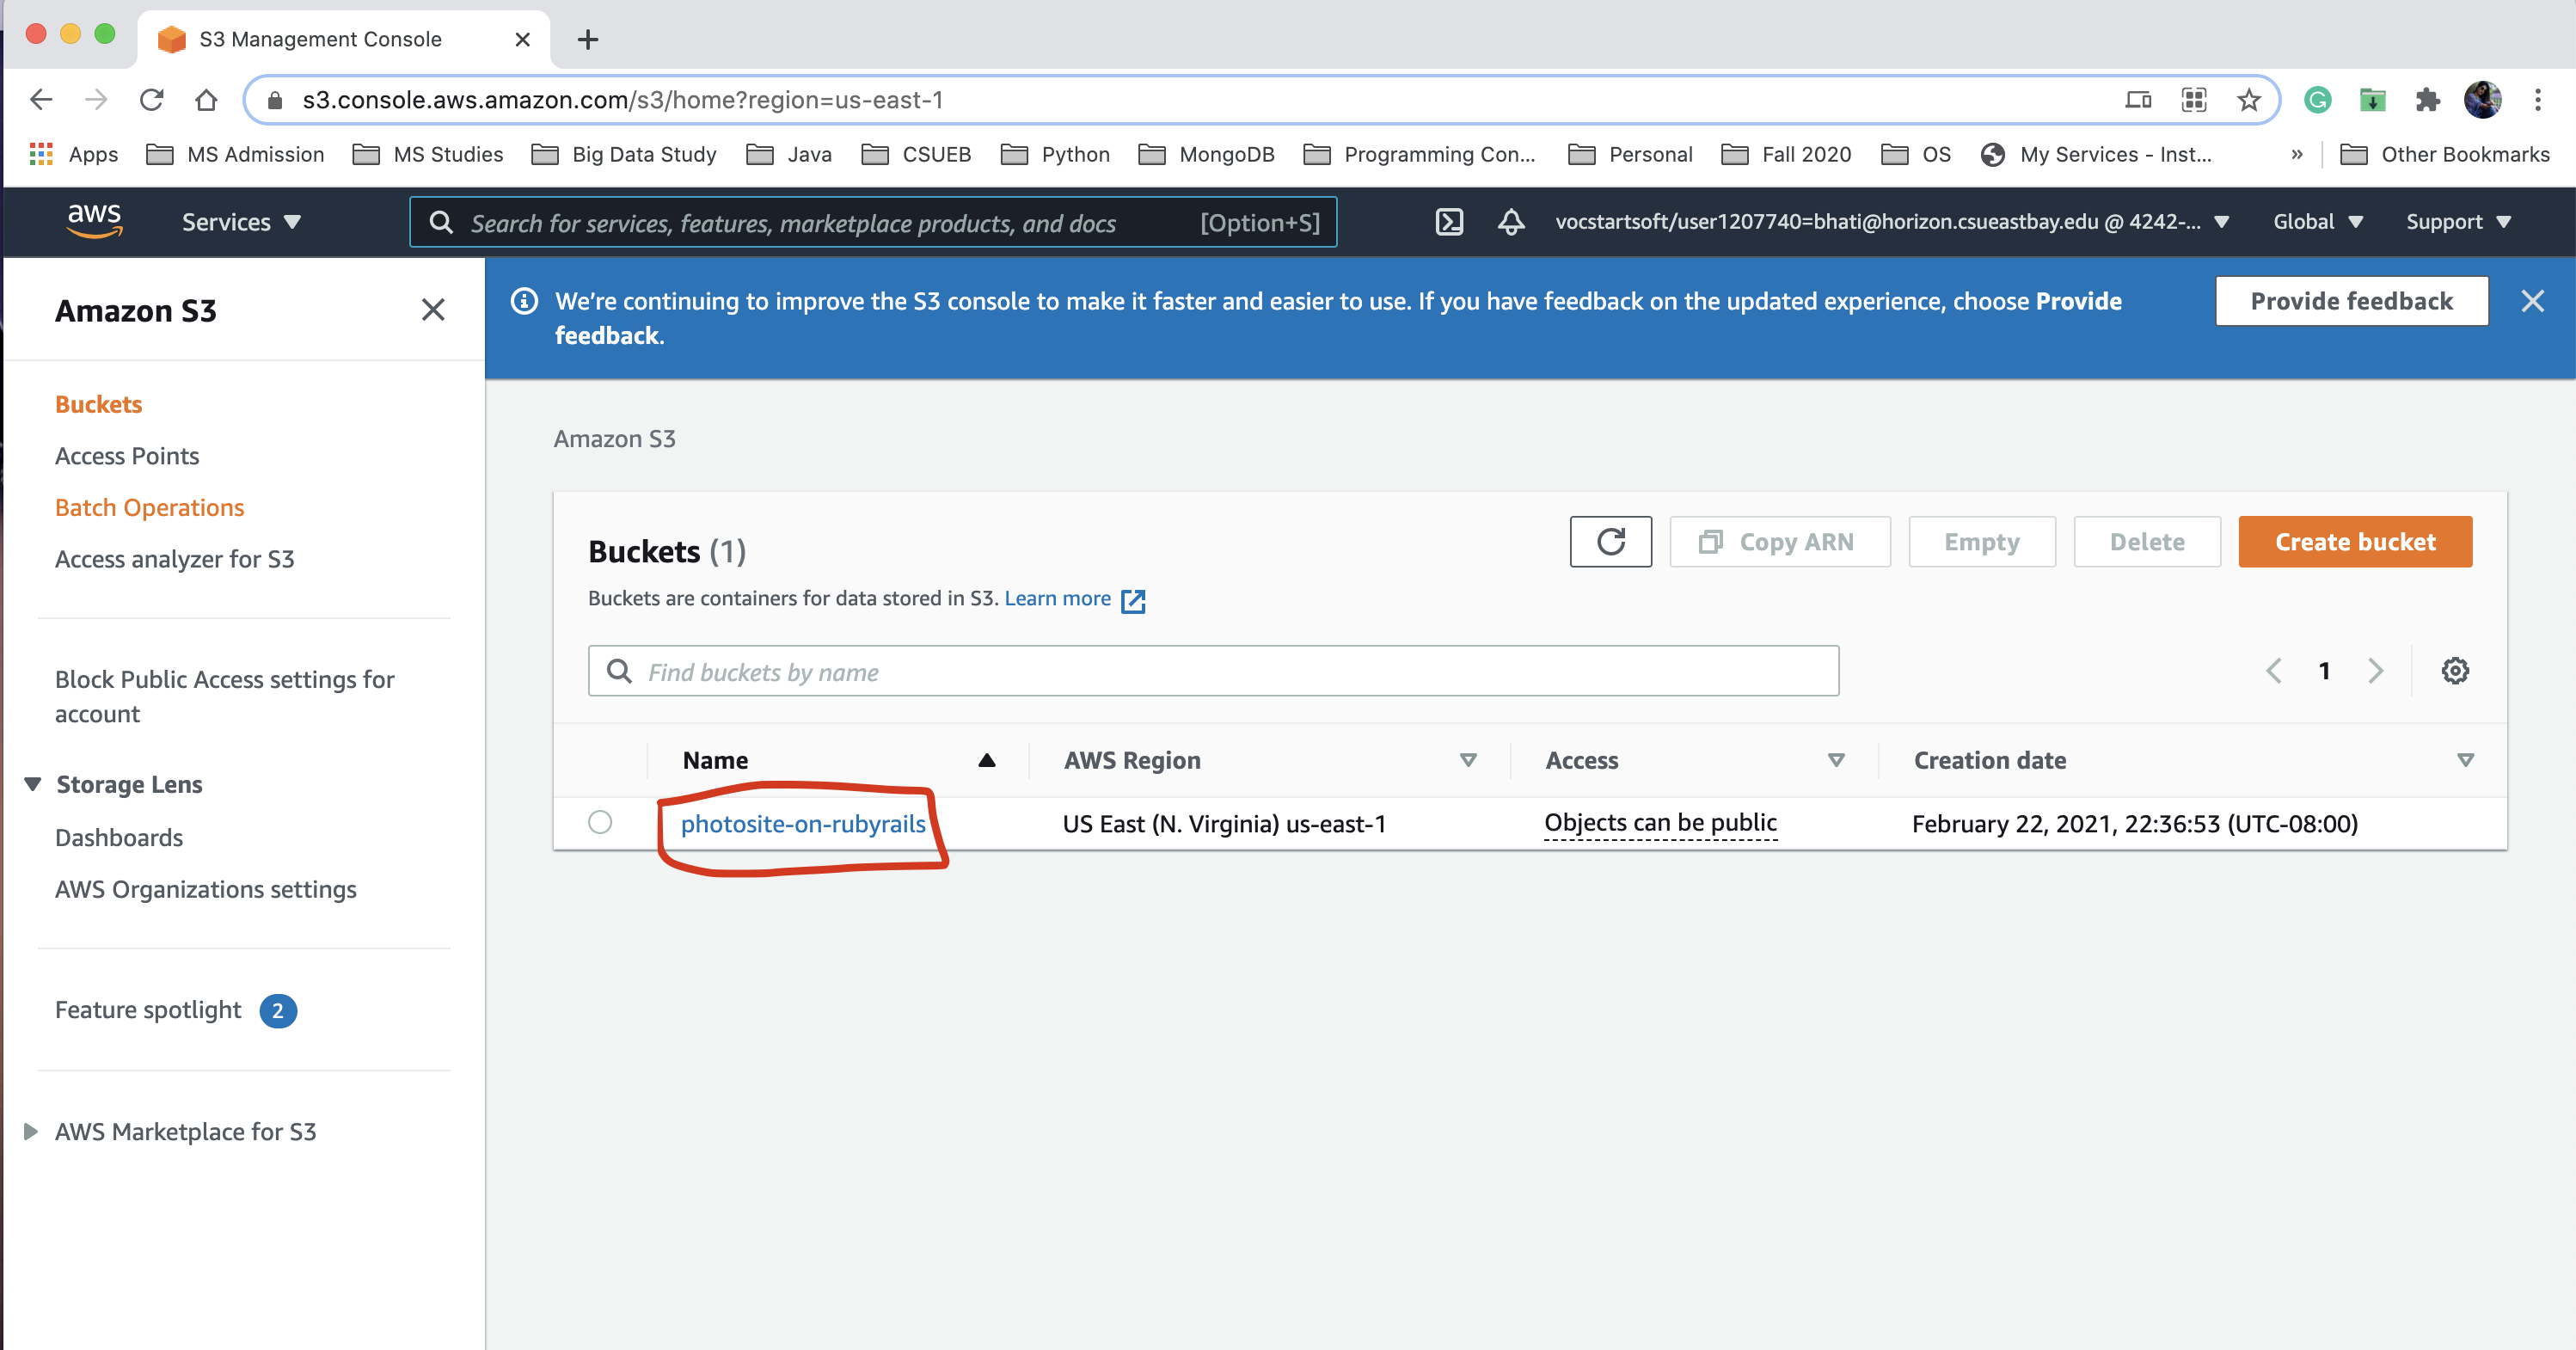 S3 Management Console
s3.console.aws.amazon.com/s3/home?region=us-east-1
Apps MS Admission MS Studies Big Data Study Java CSUEB Python MongoDB Programming Con... Personal Fall 2020 OS My Services - Inst... » Other Bookmarks
aws Services Search for services, features, marketplace products, and docs [Option+S] vocstartsoft/user1207740=bhati@horizon.csueastbay.edu @ 4242-... Global Support
Amazon S3
We're continuing to improve the S3 console to make it faster and easier to use. If you have feedback on the updated experience, choose Provide
feedback.
Provide feedback
Buckets
Access Points
Batch Operations
Access analyzer for S3
Block Public Access settings for
account
Storage Lens
Dashboards
AWS Organizations settings
Feature spotlight 2
AWS Marketplace for S3
Amazon S3
Buckets (1)
Copy ARN Empty Delete Create bucket
Buckets are containers for data stored in S3. Learn more
Find buckets by name
1
Name AWS Region Access Creation date
photosite-on-rubyrails US East (N. Virginia) us-east-1 Objects can be public February 22, 2021, 22:36:53 (UTC-08:00)